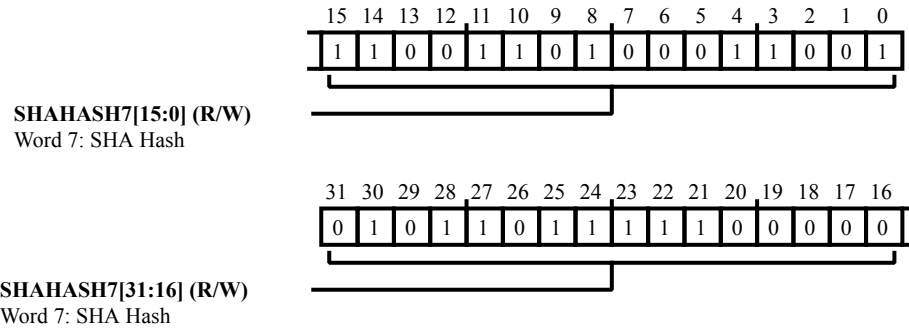 15 14 13 12 11 10 9 8 7 6 5 4 3 2 1 0
1 1 0 0 1 1 0 1 0 0 0 1 1 0 0 1
SHAHASH7[15:0] (R/W)
Word 7: SHA Hash
31 30 29 28 27 26 25 24 23 22 21 20 19 18 17 16
0 1 0 1 1 0 1 1 1 1 1 0 0 0 0 0
SHAHASH7[31:16] (R/W)
Word 7: SHA Hash